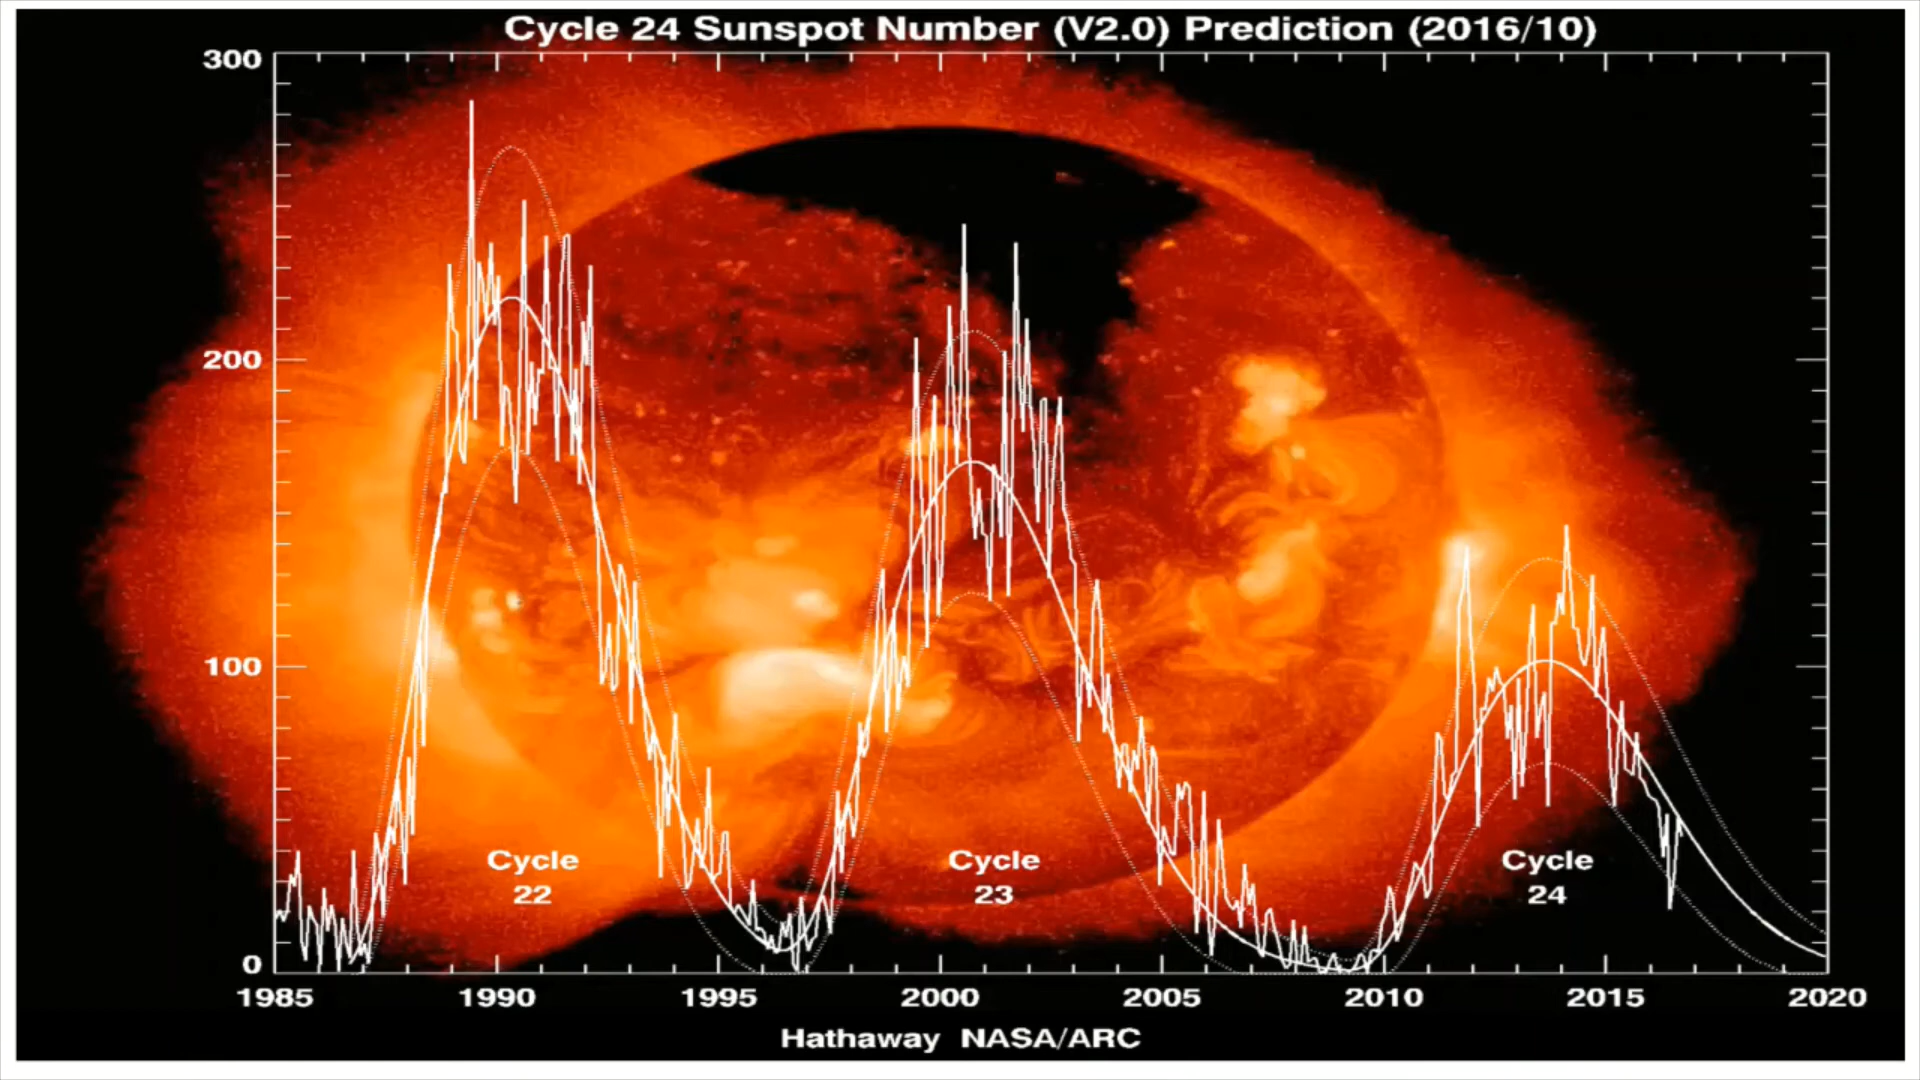 Cycle 24 Sunspot Number (V2.0) Prediction (2016/10)
300
200
100
0
Cycle
22
Cycle
23
Cycle
24
1985 1990 1995 2000 2005 2010 2015 2020
Hathaway NASA/ARC